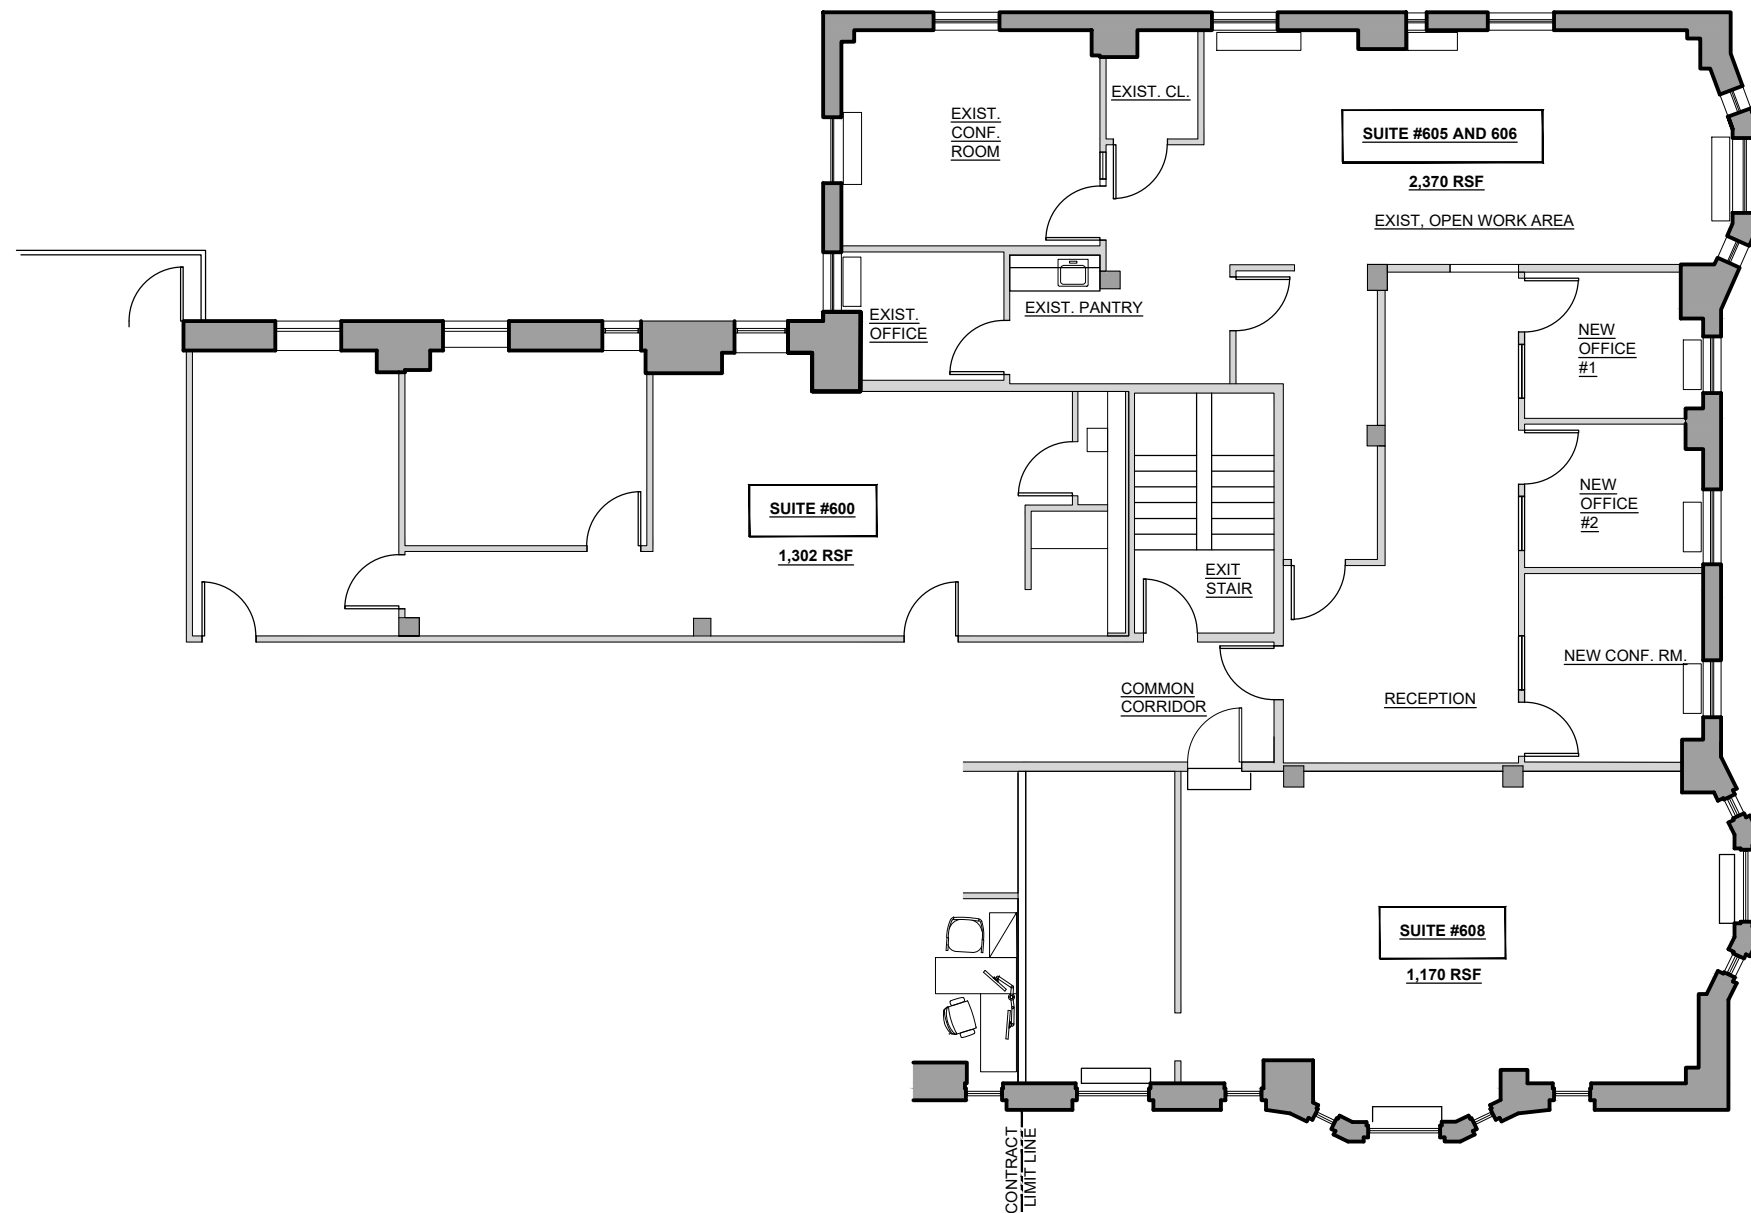 EXIST. CL.
EXIST.
CONF.
ROOM
SUITE #605 AND 606
2,370 RSF
EXIST, OPEN WORK AREA
EXIST.
OFFICE
EXIST. PANTRY
NEW
OFFICE
#1
NEW
OFFICE
#2
SUITE #600
1,302 RSF
EXIT
STAIR
NEW CONF. RM.
COMMON
CORRIDOR
RECEPTION
SUITE #608
1,170 RSF
CONTRACT
LIMIT LINE